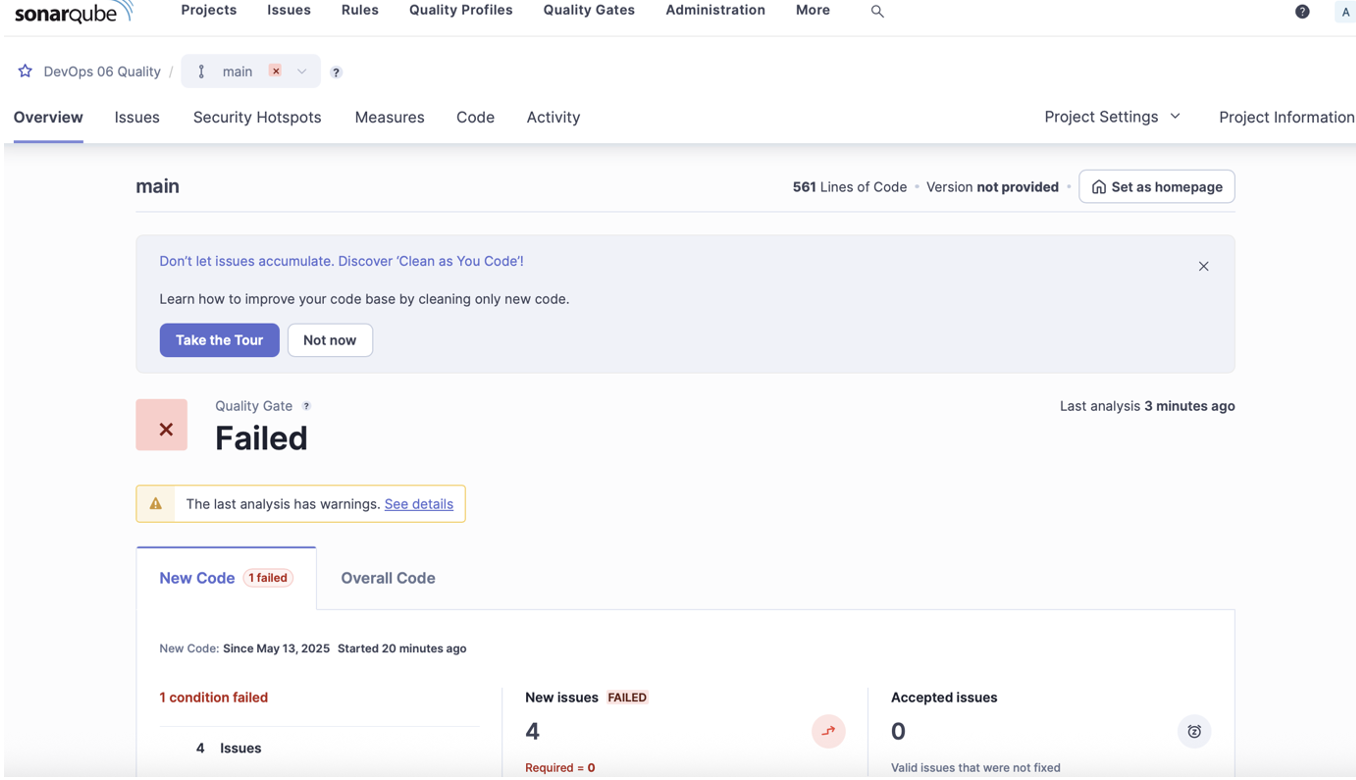 sonarqube Projects Issues Rules Quality Profiles Quality Gates Administration More ? A
DevOps 06 Quality / main ?
Overview Issues Security Hotspots Measures Code Activity Project Settings Project Information
main 561 Lines of Code • Version not provided • Set as homepage
Don’t let issues accumulate. Discover ‘Clean as You Code’!
Learn how to improve your code base by cleaning only new code.
Take the Tour Not now
Quality Gate ? Last analysis 3 minutes ago
Failed
The last analysis has warnings. See details
New Code 1 failed Overall Code
New Code: Since May 13, 2025 Started 20 minutes ago
1 condition failed New issues FAILED Accepted issues
4 0
4 Issues
Required = 0 Valid issues that were not fixed